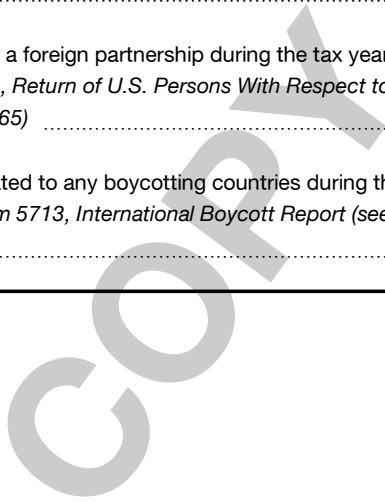 a foreign partnership during the tax year
, Return of U.S. Persons With Respect to
65)
ated to any boycotting countries during th
m 5713, International Boycott Report (see
COPY